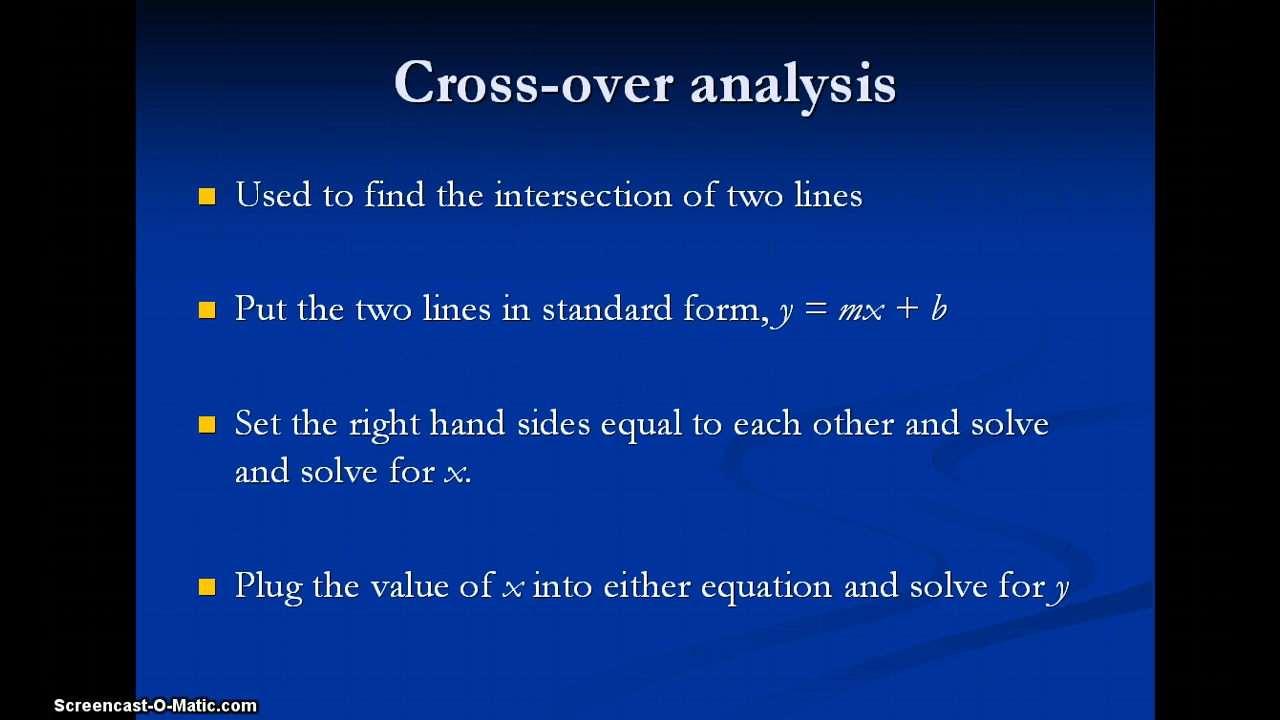 Cross-over analysis
Used to find the intersection of two lines
Put the two lines in standard form, y = mx + b
Set the right hand sides equal to each other and solve
and solve for x.
Plug the value of x into either equation and solve for y
Screencast-O-Matic.com